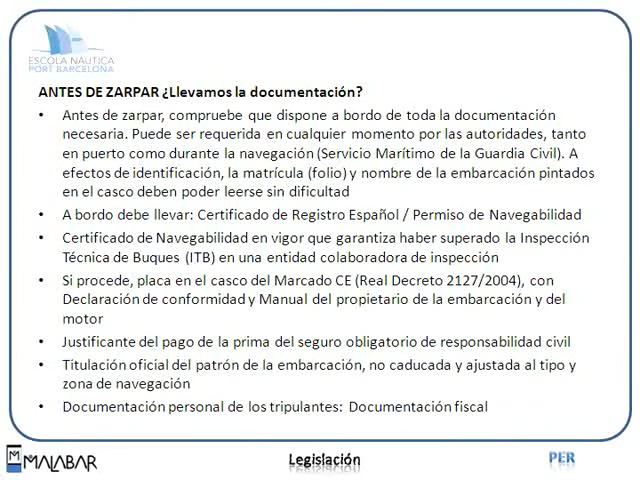 ESCOLA NÀUTICA
PORT BARCELONA
ANTES DE ZARPAR ¿Llevamos la documentación?
• Antes de zarpar, compruebe que dispone a bordo de toda la documentación
necesaria. Puede ser requerida en cualquier momento por las autoridades, tanto
en puerto como durante la navegación (Servicio Marítimo de la Guardia Civil). A
efectos de identificación, la matrícula (folio) y nombre de la embarcación pintados
en el casco deben poder leerse sin dificultad
• A bordo debe llevar: Certificado de Registro Español / Permiso de Navegabilidad
• Certificado de Navegabilidad en vigor que garantiza haber superado la Inspección
Técnica de Buques (ITB) en una entidad colaboradora de inspección
• Si procede, placa en el casco del Marcado CE (Real Decreto 2127/2004), con
Declaración de conformidad y Manual del propietario de la embarcación y del
motor
• Justificante del pago de la prima del seguro obligatorio de responsabilidad civil
• Titulación oficial del patrón de la embarcación, no caducada y ajustada al tipo y
zona de navegación
• Documentación personal de los tripulantes: Documentación fiscal
MALABAR
Legislación
PER